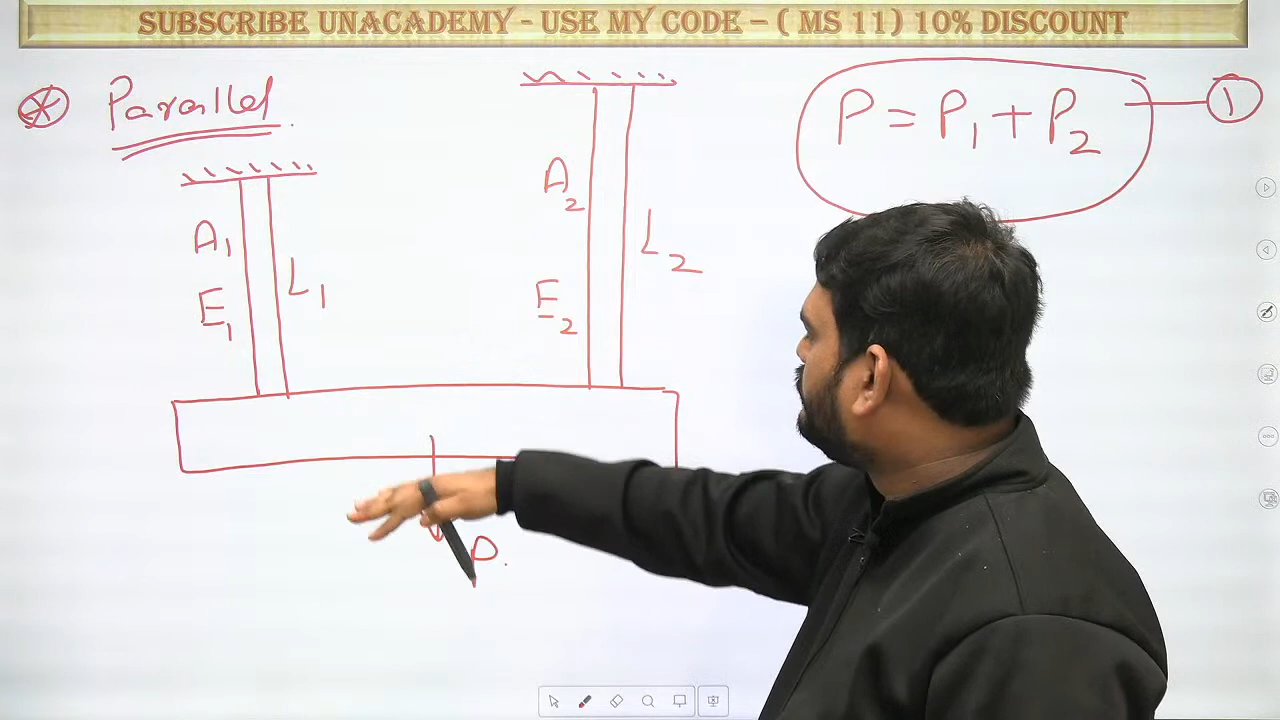 SUBSCRIBE UNACADEMY - USE MY CODE – ( MS 11) 10% DISCOUNT
Parallel
P = P₁ + P₂
1
A₁
E₁
L₁
A₂
E₂
L₂
P